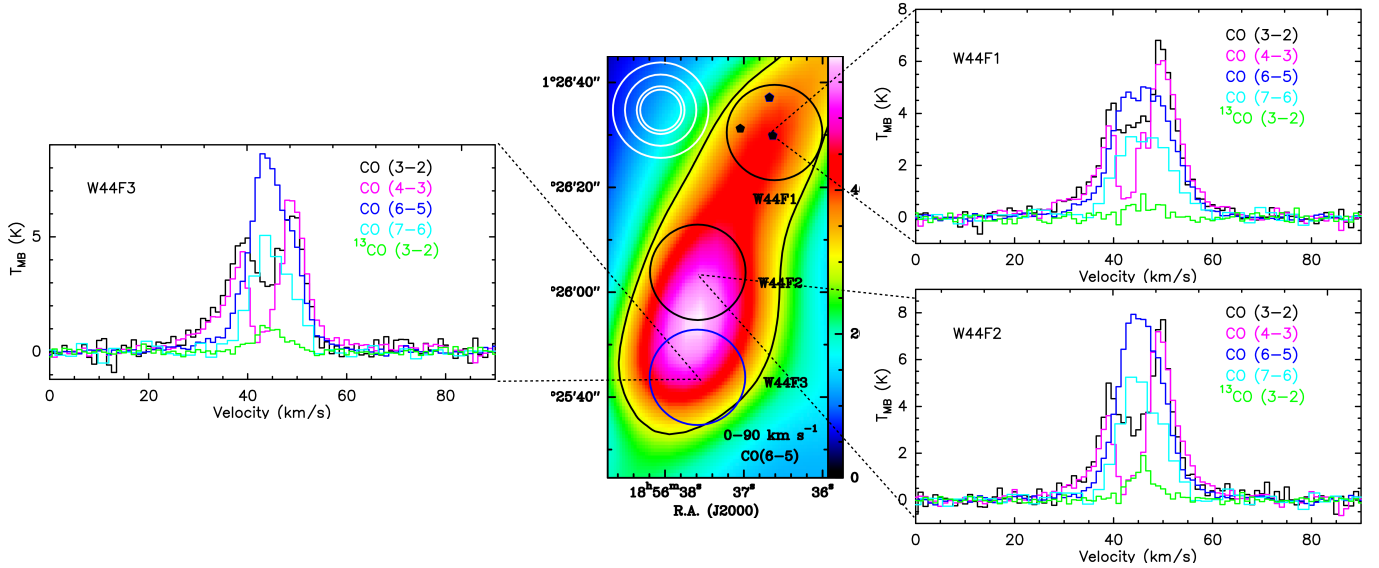 W44F3
CO (3−2)
CO (4−3)
CO (6−5)
CO (7−6)
¹³CO (3−2)
T_MB (K)
5
0
0 20 40 60 80
Velocity (km/s)
1°26'40"
°26'20"
°26'00"
°25'40"
W44F1
W44F2
W44F3
0−90 km s⁻¹
CO(6−5)
18ʰ56ᵐ38ˢ 37ˢ 36ˢ
R.A. (J2000)
4
2
0
W44F1
CO (3−2)
CO (4−3)
CO (6−5)
CO (7−6)
¹³CO (3−2)
T_MB (K)
8
6
4
2
0
0 20 40 60 80
Velocity (km/s)
W44F2
CO (3−2)
CO (4−3)
CO (6−5)
CO (7−6)
¹³CO (3−2)
T_MB (K)
8
6
4
2
0
0 20 40 60 80
Velocity (km/s)